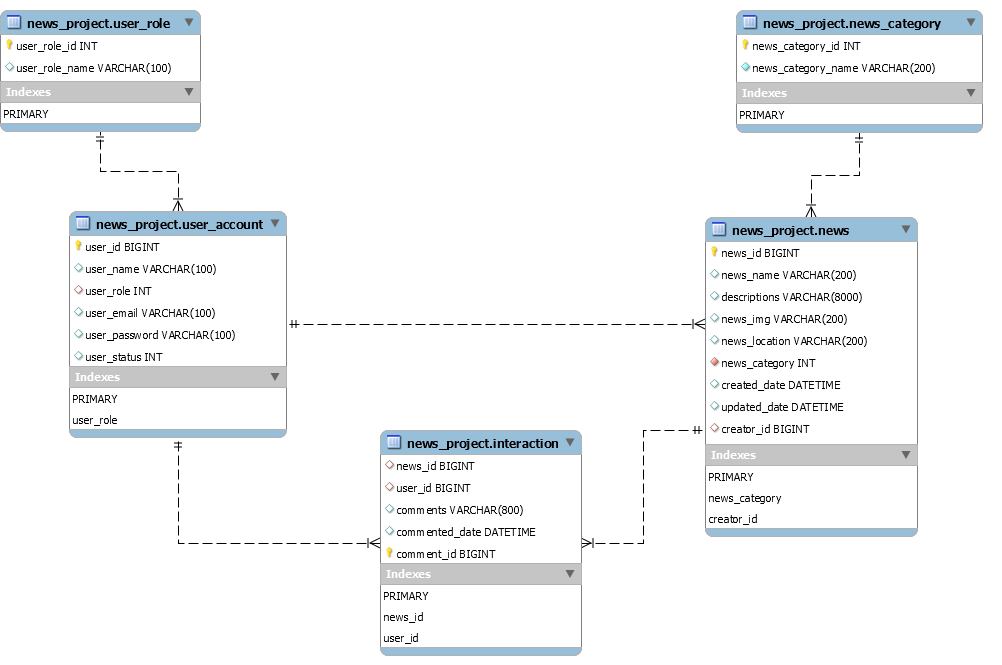 news_project.user_role
user_role_id INT
user_role_name VARCHAR(100)
Indexes
PRIMARY
news_project.news_category
news_category_id INT
news_category_name VARCHAR(200)
Indexes
PRIMARY
news_project.user_account
user_id BIGINT
user_name VARCHAR(100)
user_role INT
user_email VARCHAR(100)
user_password VARCHAR(100)
user_status INT
Indexes
PRIMARY
user_role
news_project.news
news_id BIGINT
news_name VARCHAR(200)
descriptions VARCHAR(8000)
news_img VARCHAR(200)
news_location VARCHAR(200)
news_category INT
created_date DATETIME
updated_date DATETIME
creator_id BIGINT
Indexes
PRIMARY
news_category
creator_id
news_project.interaction
news_id BIGINT
user_id BIGINT
comments VARCHAR(800)
commented_date DATETIME
comment_id BIGINT
Indexes
PRIMARY
news_id
user_id